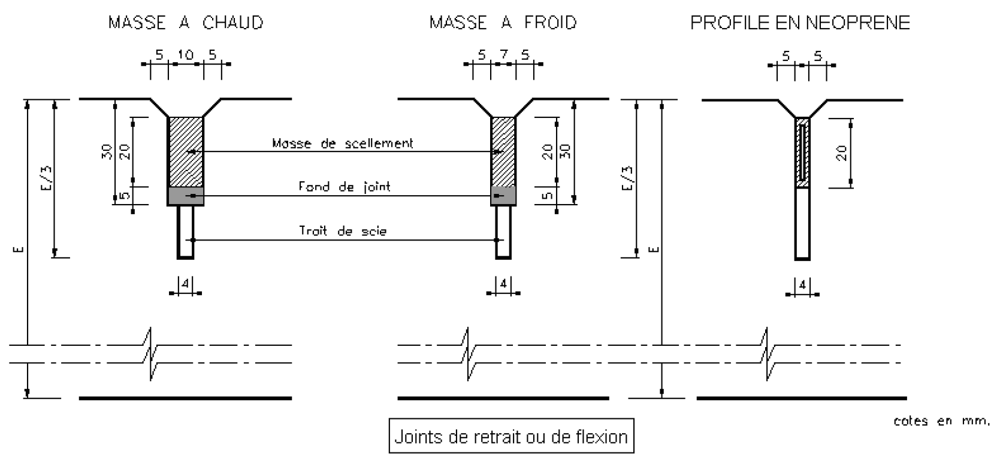 MASSE A CHAUD
MASSE A FROID
PROFILE EN NEOPRENE
5 10 5
5 7 5
5 5
30
20
5
E/3
E
Masse de scellement
Fond de joint
Trait de scie
20
30
5
E/3
E
20
4
4
4
cotes en mm.
Joints de retrait ou de flexion